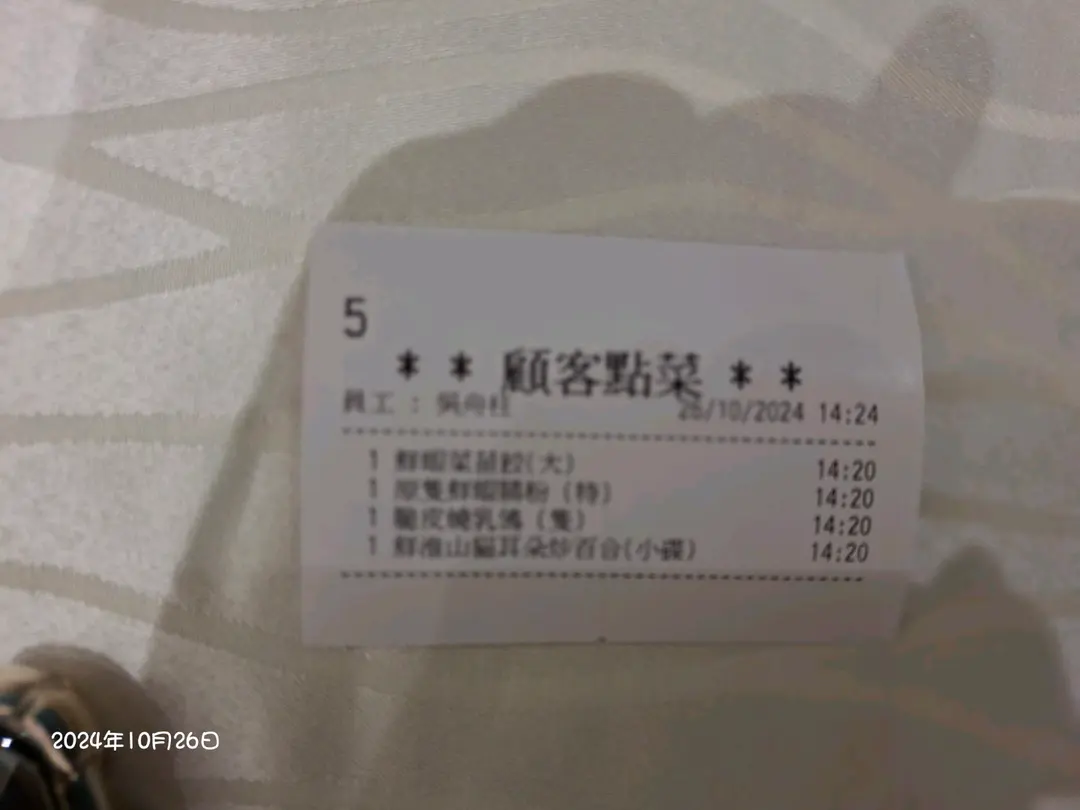 5
** 顧客點菜 **
員工 : 26/10/2024 14:24
1 鮮蝦菜苗餃(大) 14:20
1 原隻鮮蝦腸粉 (特) 14:20
1 脆皮燒乳鴿 (隻) 14:20
1 鮮淮山貓耳朵炒百合(小碟) 14:20
2024年10月26日